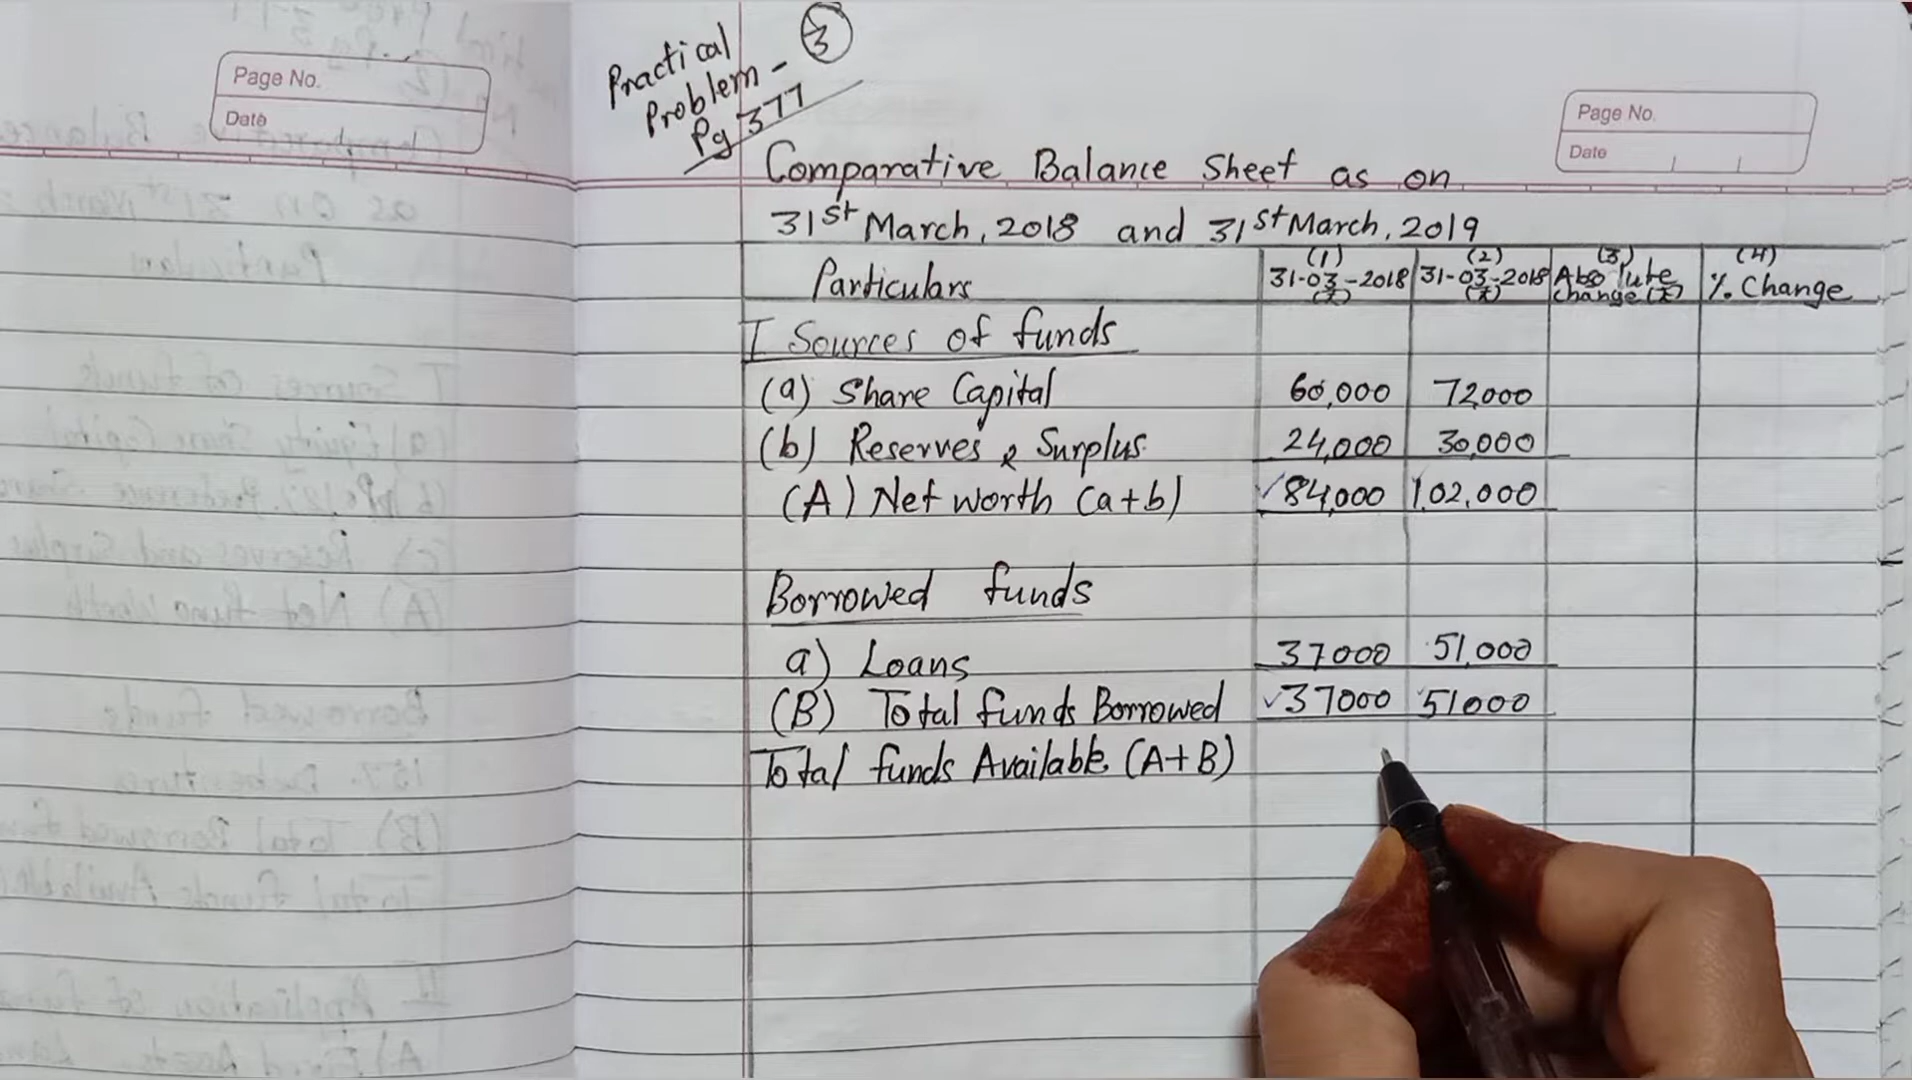 Page No.
Date
Practical
Problem - 3
Pg 377
Page No.
Date
Comparative Balance Sheet as on
31st March, 2018 and 31st March, 2019
Particulars (1) 31-03-2018 (₹) (2) 31-03-2018 (₹) (3) Absolute Change (₹) (4) % Change
I Sources of funds
(a) Share Capital 60,000 72,000
(b) Reserves & Surplus 24,000 30,000
(A) Net worth (a+b) 84,000 1,02,000
Borrowed funds
a) Loans 37000 51,000
(B) Total funds Borrowed 37000 51000
Total funds Available (A+B)